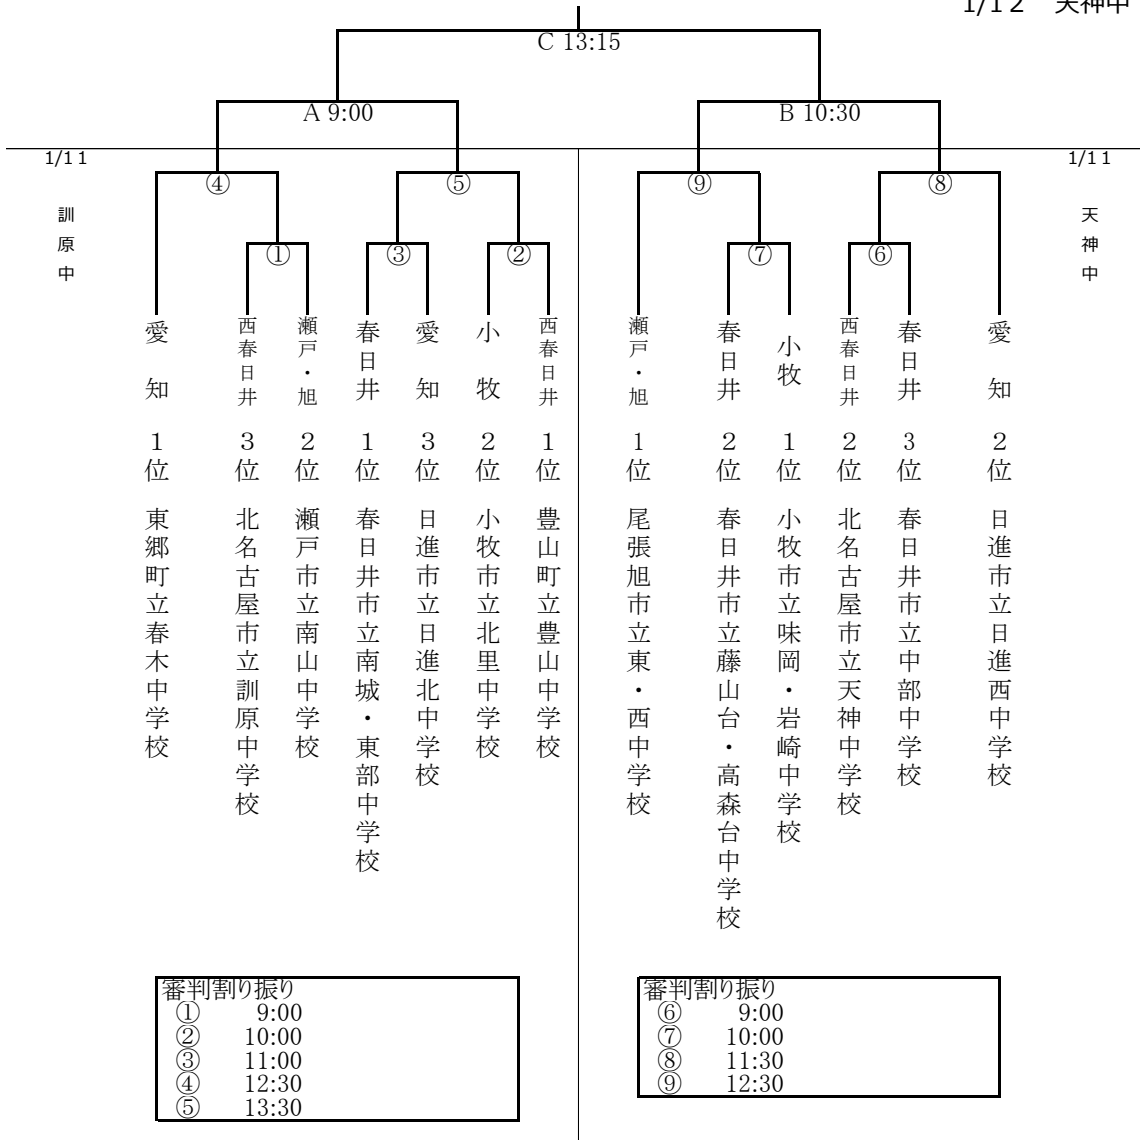 1/1２　天神中
C 13:15
A 9:00
B 10:30
1/1１
訓原中
1/1１
天神中
④
⑤
⑨
⑧
①
③
②
⑦
⑥
愛知 1位 東郷町立春木中学校
西春日井 3位 北名古屋市立訓原中学校
瀬戸・旭 2位 瀬戸市立南山中学校
春日井 1位 春日井市立南城・東部中学校
愛知 3位 日進市立日進北中学校
小牧 2位 小牧市立北里中学校
西春日井 1位 豊山町立豊山中学校
瀬戸・旭 1位 尾張旭市立東・西中学校
春日井 2位 春日井市立藤山台・高森台中学校
小牧 1位 小牧市立味岡・岩崎中学校
西春日井 2位 北名古屋市立天神中学校
春日井 3位 春日井市立中部中学校
愛知 2位 日進市立日進西中学校
審判割り振り
① 9:00
② 10:00
③ 11:00
④ 12:30
⑤ 13:30
審判割り振り
⑥ 9:00
⑦ 10:00
⑧ 11:30
⑨ 12:30